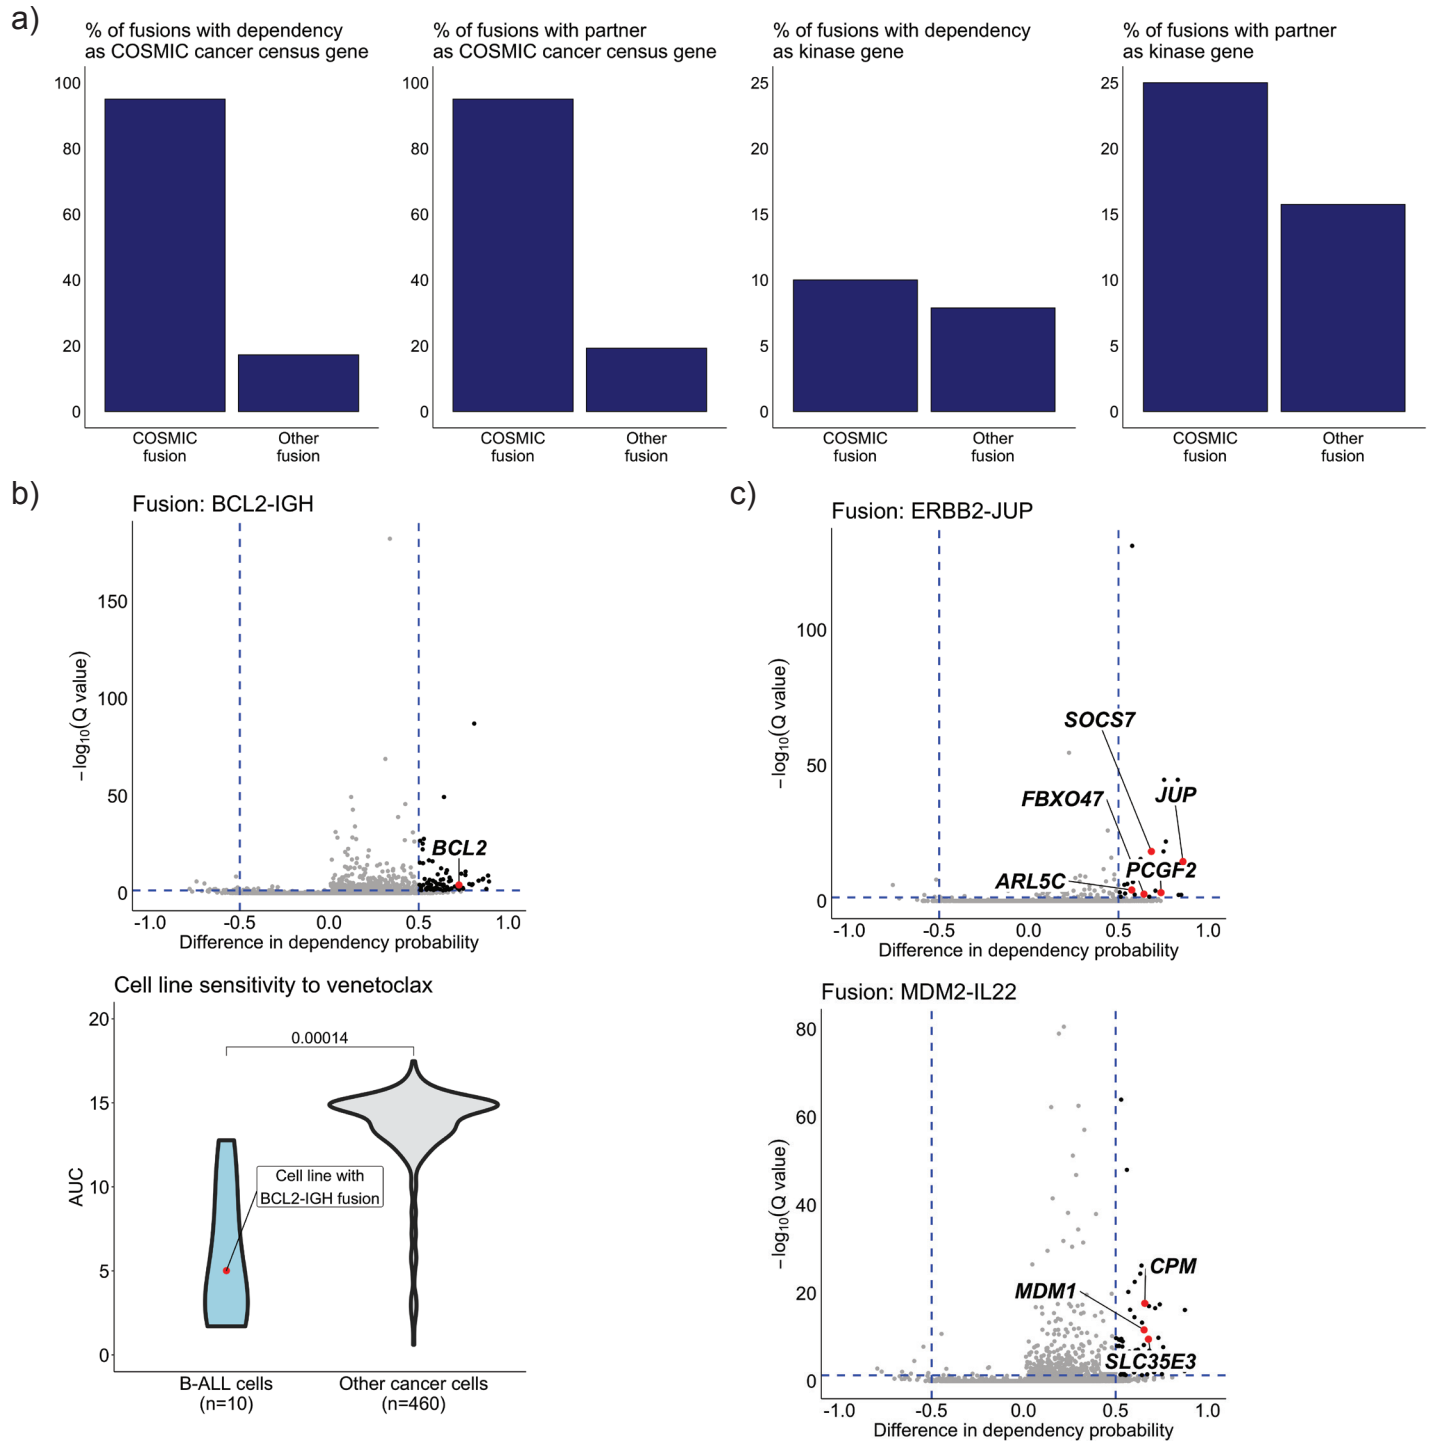 a)
% of fusions with dependency
as COSMIC cancer census gene
100
80
60
40
20
0
COSMIC
fusion
Other
fusion
% of fusions with partner
as COSMIC cancer census gene
100
80
60
40
20
0
COSMIC
fusion
Other
fusion
% of fusions with dependency
as kinase gene
25
20
15
10
5
0
COSMIC
fusion
Other
fusion
% of fusions with partner
as kinase gene
25
20
15
10
5
0
COSMIC
fusion
Other
fusion
b)
Fusion: BCL2-IGH
−log10(Q value)
150
100
50
0
BCL2
-1.0 -0.5 0.0 0.5 1.0
Difference in dependency probability
Cell line sensitivity to venetoclax
AUC
20
15
10
5
0
0.00014
Cell line with
BCL2-IGH fusion
B-ALL cells
(n=10)
Other cancer cells
(n=460)
c)
Fusion: ERBB2-JUP
−log10(Q value)
100
50
0
SOCS7
FBXO47
JUP
PCGF2
ARL5C
-1.0 -0.5 0.0 0.5 1.0
Difference in dependency probability
Fusion: MDM2-IL22
−log10(Q value)
80
60
40
20
0
CPM
MDM1
SLC35E3
-1.0 -0.5 0.0 0.5 1.0
Difference in dependency probability